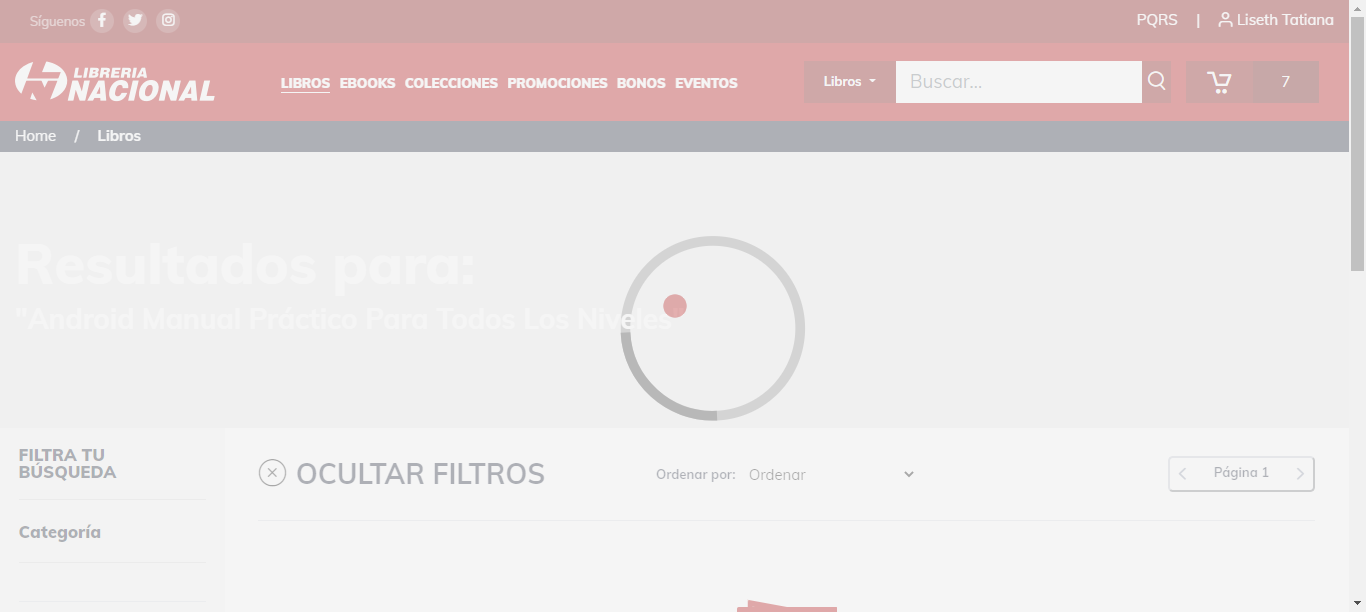 Síguenos
PQRS | Liseth Tatiana
LIBRERIA
NACIONAL
LIBROS EBOOKS COLECCIONES PROMOCIONES BONOS EVENTOS
Libros
Buscar...
7
Home / Libros
Resultados para:
"Android Manual Práctico Para Todos Los Niveles"
FILTRA TU
BÚSQUEDA
OCULTAR FILTROS
Ordenar por: Ordenar
Página 1
Categoría